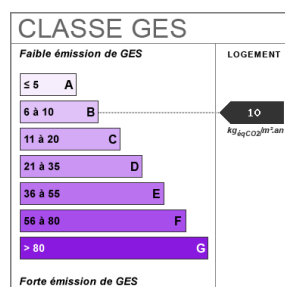 CLASSE GES
Faible émission de GES
LOGEMENT
≤ 5 A
6 à 10 B
10
kgéqCO2/m².an
11 à 20 C
21 à 35 D
36 à 55 E
56 à 80 F
> 80 G
Forte émission de GES